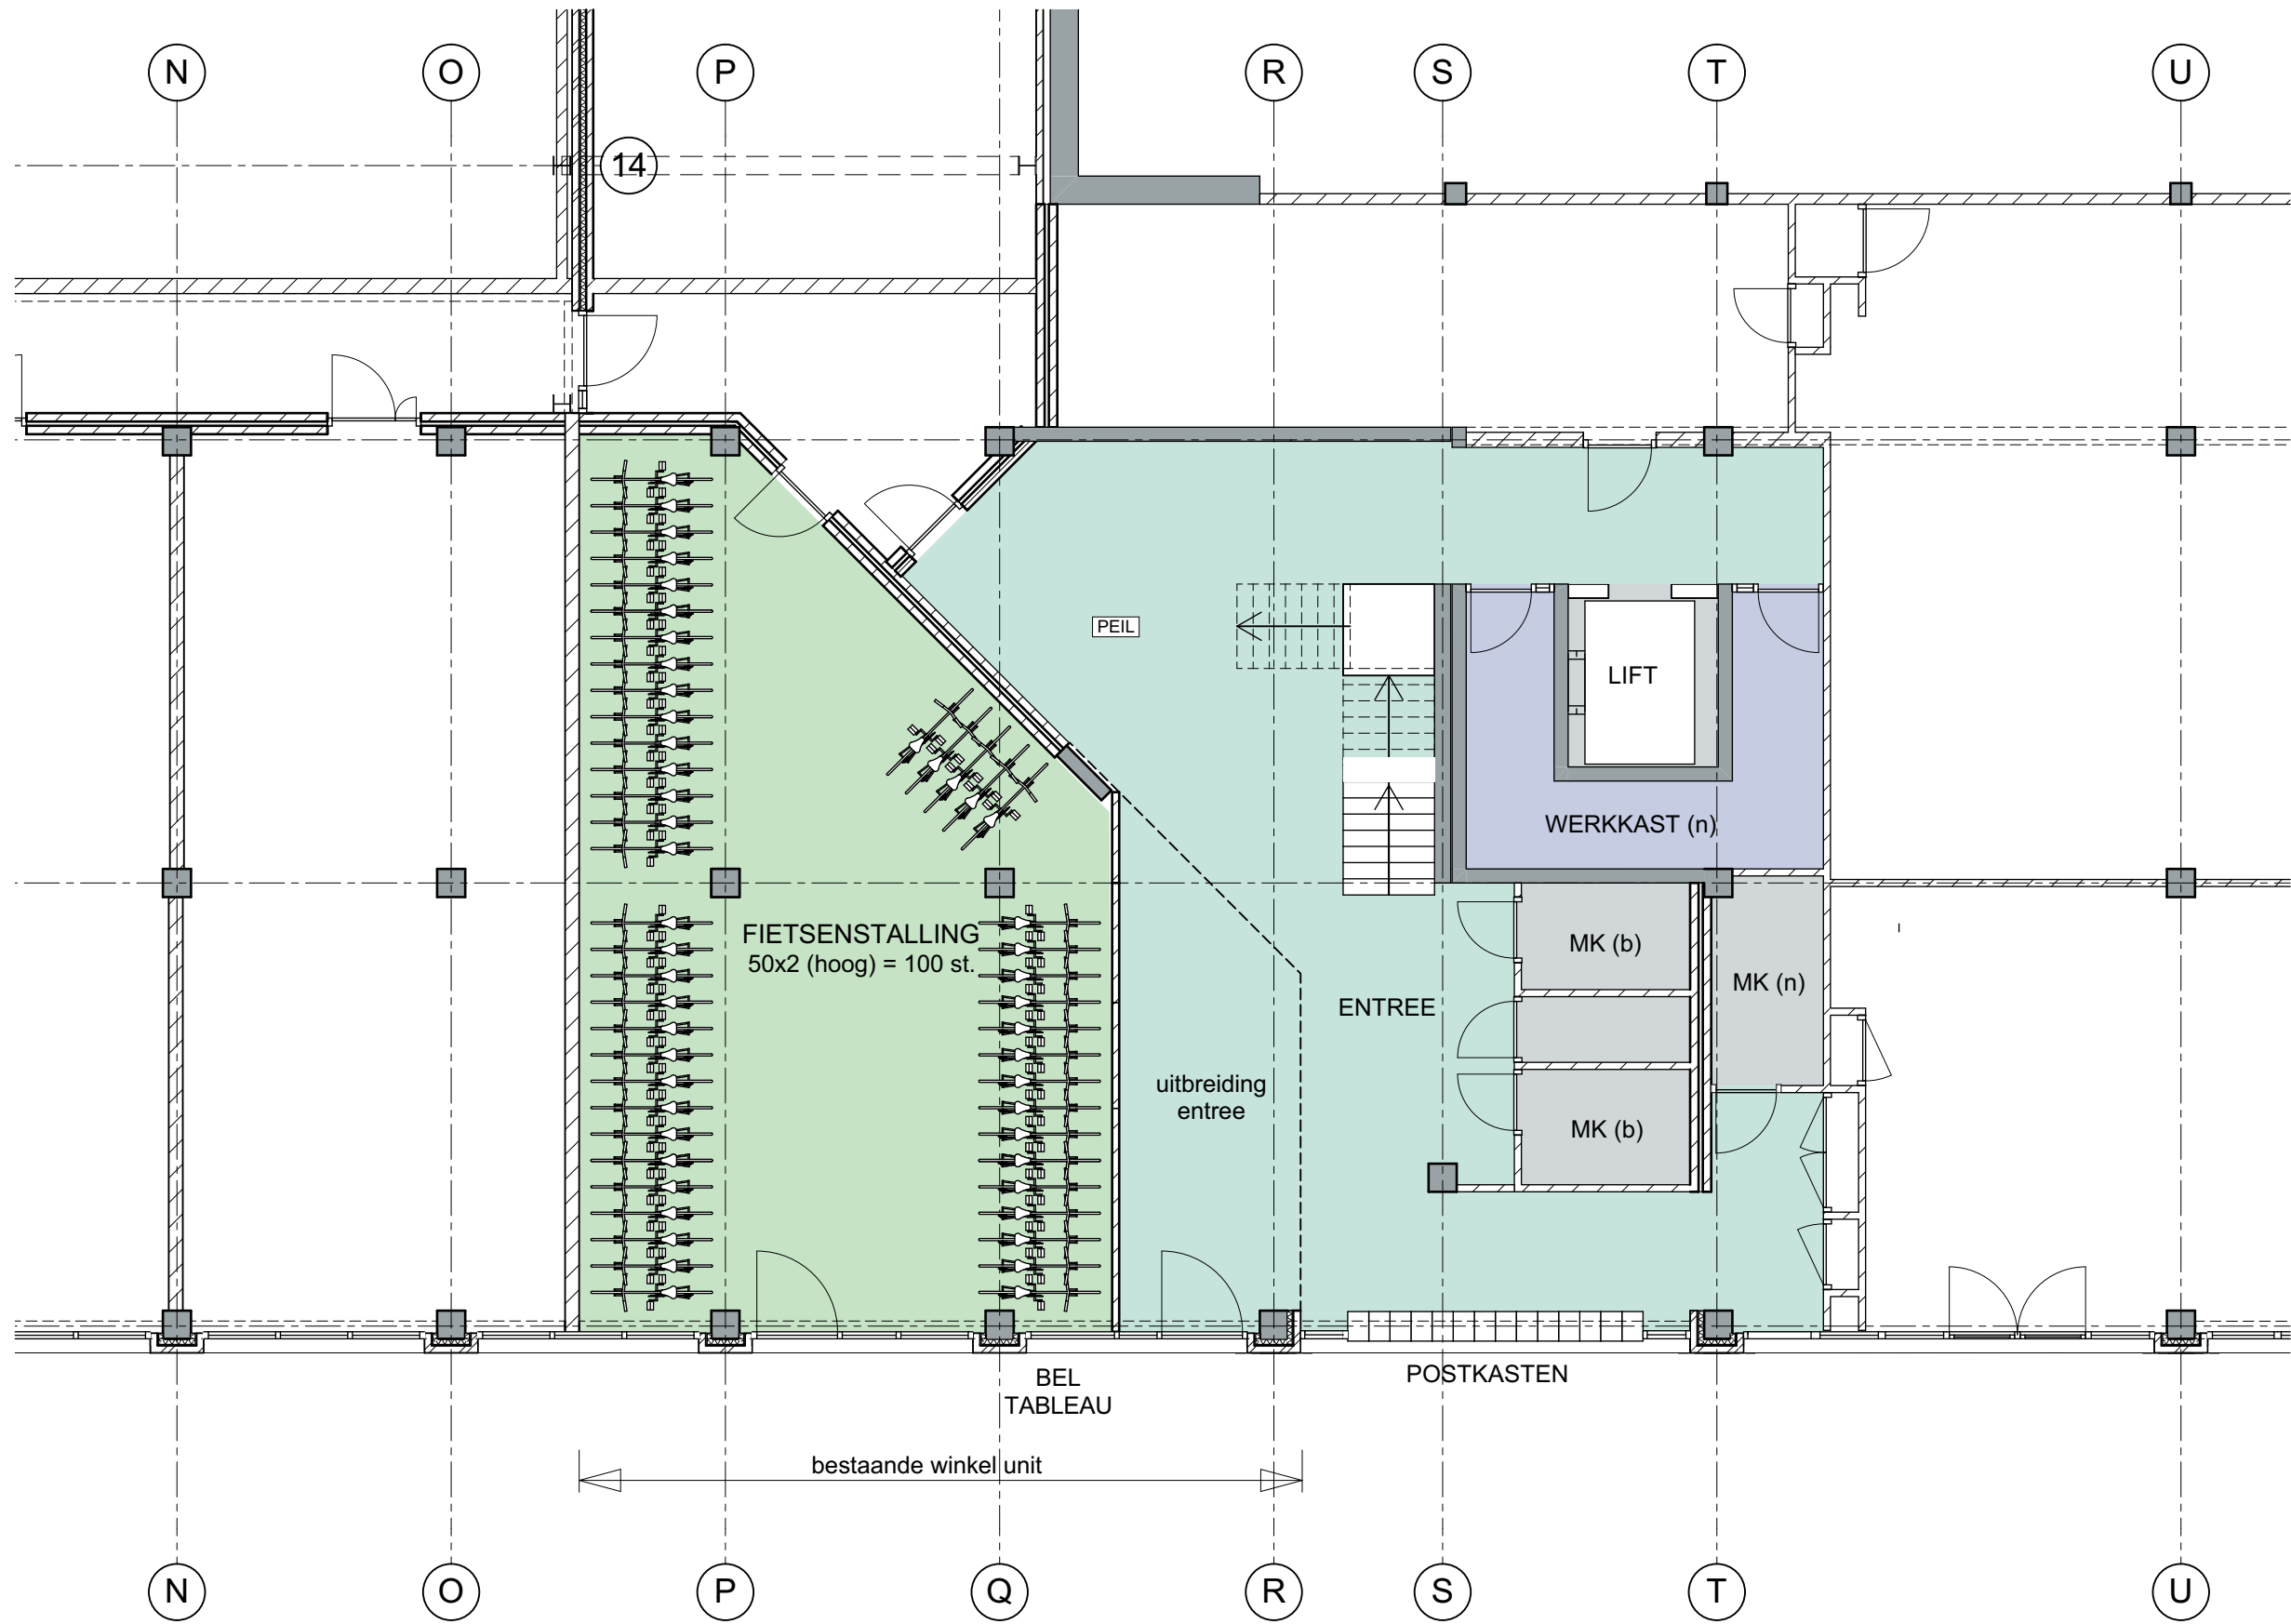 N
O
P
R
S
T
U
14
PEIL
LIFT
WERKKAST (n)
FIETSENSTALLING
50x2 (hoog) = 100 st.
MK (b)
MK (n)
ENTREE
uitbreiding
entree
MK (b)
BEL
TABLEAU
POSTKASTEN
bestaande winkel unit
N
O
P
Q
R
S
T
U